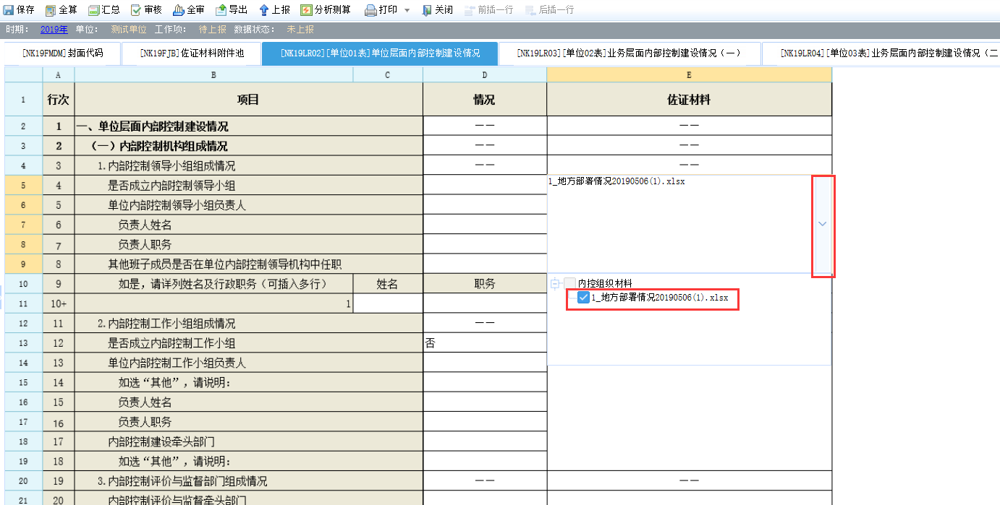 保存 全算 汇总 审核 全审 导出 上报 分析测算 打印 关闭 前插一行 后插一行
时期: 2019年 单位: 测试单位 工作项: 待上报 数据状态: 未上报
[NK19FMDM]封面代码 [NK19FJB]佐证材料附件池 [NK19LR02][单位01表]单位层面内部控制建设情况 [NK19LR03][单位02表]业务层面内部控制建设情况（一） [NK19LR04][单位03表]业务层面内部控制建设情况（二
A B C D E
1 行次 项目 情况 佐证材料
2 1 一、单位层面内部控制建设情况 —— ——
3 2 （一）内部控制机构组成情况 —— ——
4 3 1.内部控制领导小组组成情况 —— ——
5 4 是否成立内部控制领导小组 1_地方部署情况20190506(1).xlsx
6 5 单位内部控制领导小组负责人
7 6 负责人姓名
8 7 负责人职务
9 8 其他班子成员是否在单位内部控制领导机构中任职
10 9 如是，请详列姓名及行政职务（可插入多行） 姓名 职务 内控组织材料
11 10+ 1 1_地方部署情况20190506(1).xlsx
12 11 2.内部控制工作小组组成情况 ——
13 12 是否成立内部控制工作小组 否
14 13 单位内部控制工作小组负责人
15 14 如选“其他”，请说明:
16 15 负责人姓名
17 16 负责人职务
18 17 内部控制建设牵头部门
19 18 如选“其他”，请说明:
20 19 3.内部控制评价与监督部门组成情况 —— ——
21 20 内部控制评价与监督牵头部门